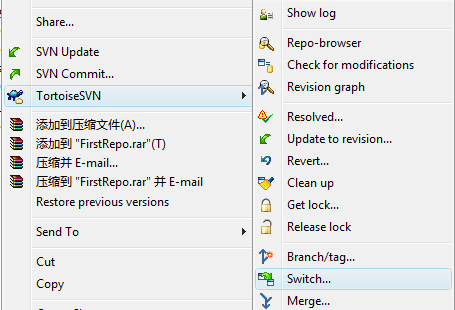 Share...
SVN Update
SVN Commit...
TortoiseSVN
添加到压缩文件(A)...
添加到 "FirstRepo.rar"(T)
压缩并 E-mail...
压缩到 "FirstRepo.rar" 并 E-mail
Restore previous versions
Send To
Cut
Copy
Show log
Repo-browser
Check for modifications
Revision graph
Resolved...
Update to revision...
Revert...
Clean up
Get lock...
Release lock
Branch/tag...
Switch...
Merge...